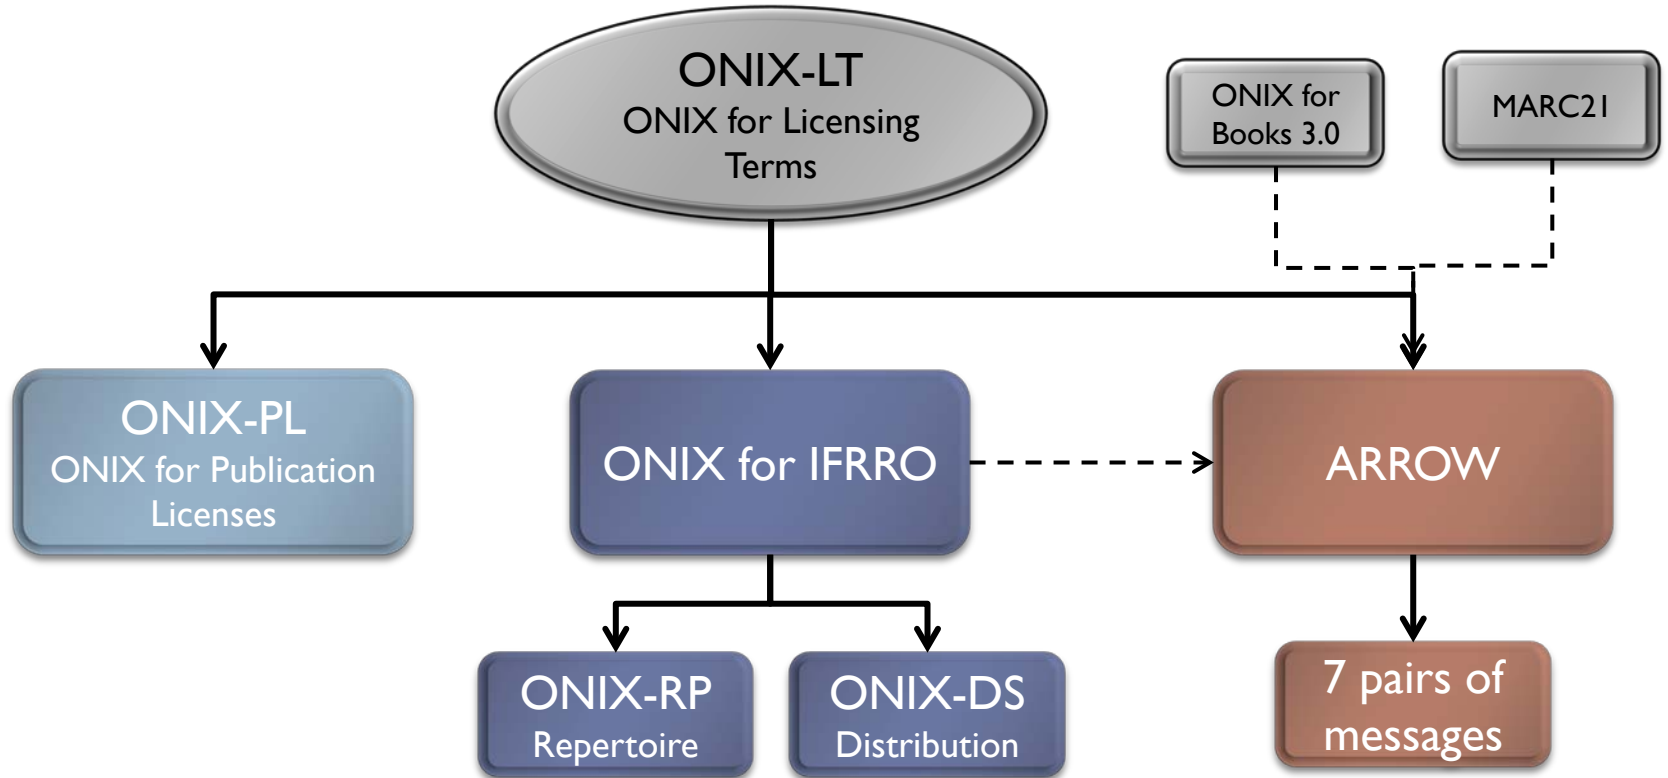 ONIX-LT
ONIX for Licensing
Terms
ONIX for
Books 3.0
MARC21
ONIX-PL
ONIX for Publication
Licenses
ONIX for IFRRO
ARROW
ONIX-RP
Repertoire
ONIX-DS
Distribution
7 pairs of
messages